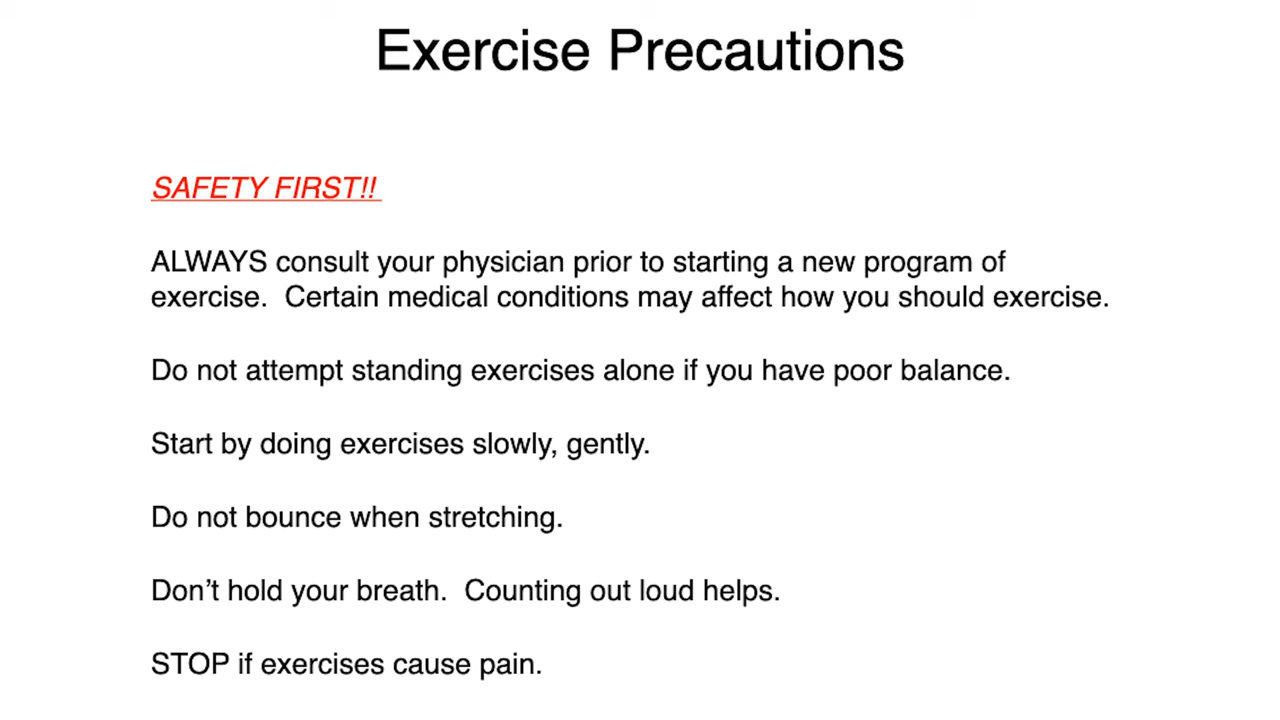 Exercise Precautions
SAFETY FIRST!!
ALWAYS consult your physician prior to starting a new program of
exercise.  Certain medical conditions may affect how you should exercise.
Do not attempt standing exercises alone if you have poor balance.
Start by doing exercises slowly, gently.
Do not bounce when stretching.
Don’t hold your breath.  Counting out loud helps.
STOP if exercises cause pain.